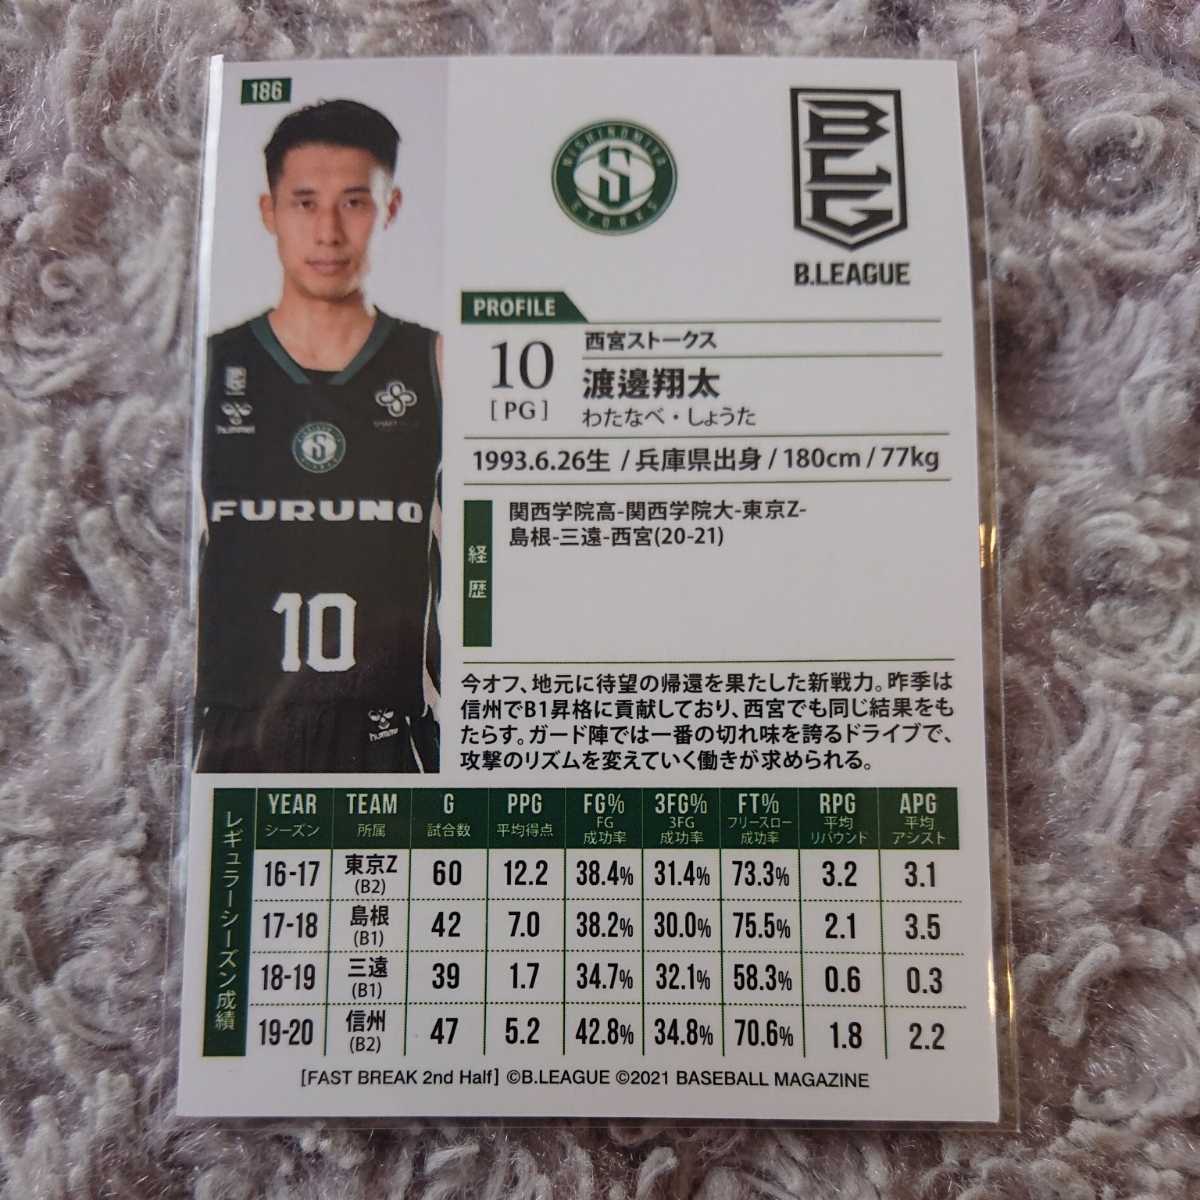 186
NISHINOMIYA
S
STORKS
BLG
B.LEAGUE
PROFILE
10
[PG]
西宮ストークス
渡邊翔太
わたなべ・しょうた
1993.6.26生 / 兵庫県出身 / 180cm / 77kg
経歴
関西学院高-関西学院大-東京Z-
島根-三遠-西宮(20-21)
hummel
S
FURUNO
10
今オフ、地元に待望の帰還を果たした新戦力。昨季は
信州でB1昇格に貢献しており、西宮でも同じ結果をも
たらす。ガード陣では一番の切れ味を誇るドライブで、
攻撃のリズムを変えていく働きが求められる。
レギュラーシーズン成績
YEAR TEAM G PPG FG% 3FG% FT% RPG APG
シーズン 所属 試合数 平均得点 FG成功率 3FG成功率 フリースロー成功率 平均リバウンド 平均アシスト
16-17 東京Z(B2) 60 12.2 38.4% 31.4% 73.3% 3.2 3.1
17-18 島根(B1) 42 7.0 38.2% 30.0% 75.5% 2.1 3.5
18-19 三遠(B1) 39 1.7 34.7% 32.1% 58.3% 0.6 0.3
19-20 信州(B2) 47 5.2 42.8% 34.8% 70.6% 1.8 2.2
[FAST BREAK 2nd Half] ©B.LEAGUE ©2021 BASEBALL MAGAZINE